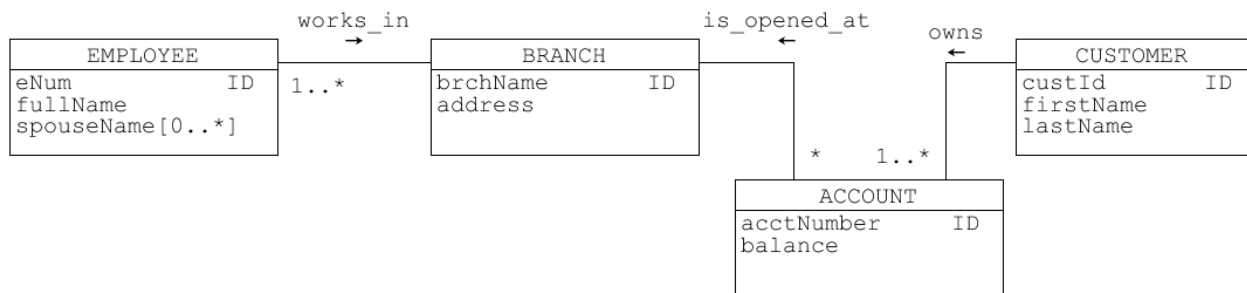 works_in
→
is_opened_at
←
owns
←
EMPLOYEE
eNum ID
fullName
spouseName[0..*]
1..*
BRANCH
brchName ID
address
CUSTOMER
custId ID
firstName
lastName
*
1..*
ACCOUNT
acctNumber ID
balance